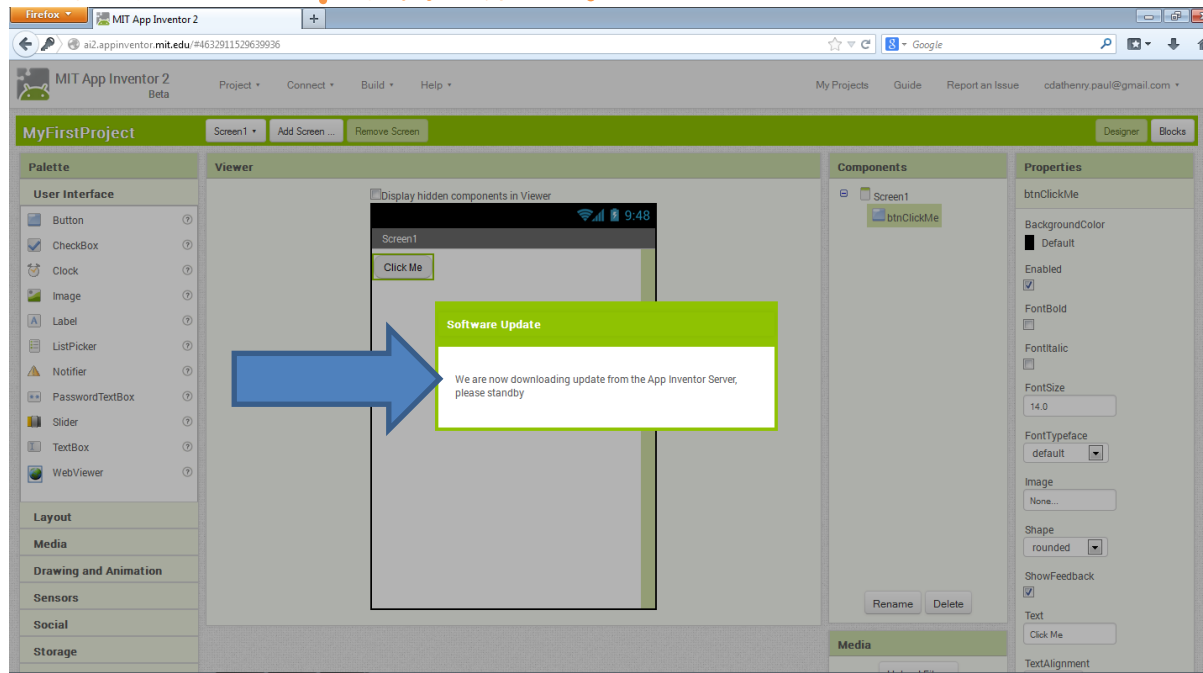 Firefox
MIT App Inventor 2
ai2.appinventor.mit.edu/#4632911529639936
Google
MIT App Inventor 2
Beta
Project
Connect
Build
Help
My Projects
Guide
Report an Issue
cdathenry.paul@gmail.com
MyFirstProject
Screen1
Add Screen ...
Remove Screen
Designer
Blocks
Palette
User Interface
Button
CheckBox
Clock
Image
Label
ListPicker
Notifier
PasswordTextBox
Slider
TextBox
WebViewer
Layout
Media
Drawing and Animation
Sensors
Social
Storage
Viewer
Display hidden components in Viewer
9:48
Screen1
Click Me
Software Update
We are now downloading update from the App Inventor Server,
please standby
Components
Screen1
btnClickMe
Rename
Delete
Media
Properties
btnClickMe
BackgroundColor
Default
Enabled
FontBold
FontItalic
FontSize
14.0
FontTypeface
default
Image
None...
Shape
rounded
ShowFeedback
Text
Click Me
TextAlignment